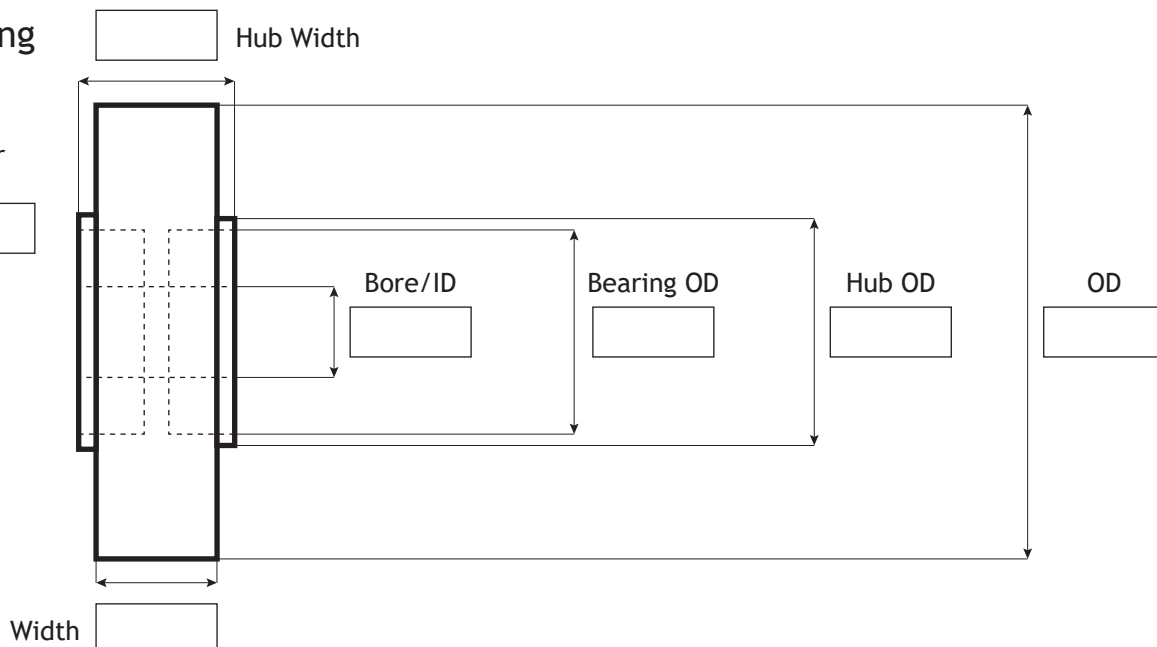 ng
Hub Width
r
Bore/ID
Bearing OD
Hub OD
OD
Width